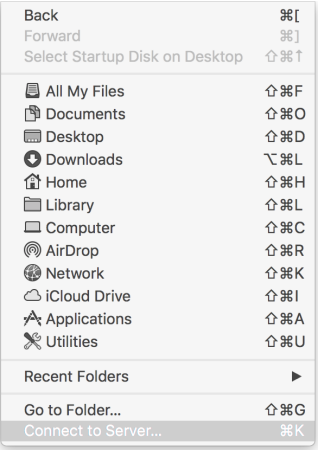 Back ⌘[
Forward ⌘]
Select Startup Disk on Desktop ⇧⌘↑
All My Files ⇧⌘F
Documents ⇧⌘O
Desktop ⇧⌘D
Downloads ⌥⌘L
Home ⇧⌘H
Library ⇧⌘L
Computer ⇧⌘C
AirDrop ⇧⌘R
Network ⇧⌘K
iCloud Drive ⇧⌘I
Applications ⇧⌘A
Utilities ⇧⌘U
Recent Folders ▶
Go to Folder... ⇧⌘G
Connect to Server... ⌘K